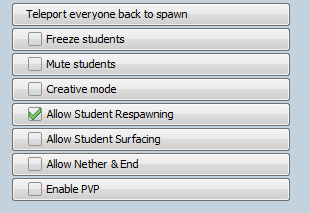 Teleport everyone back to spawn
Freeze students
Mute students
Creative mode
Allow Student Respawning
Allow Student Surfacing
Allow Nether & End
Enable PVP